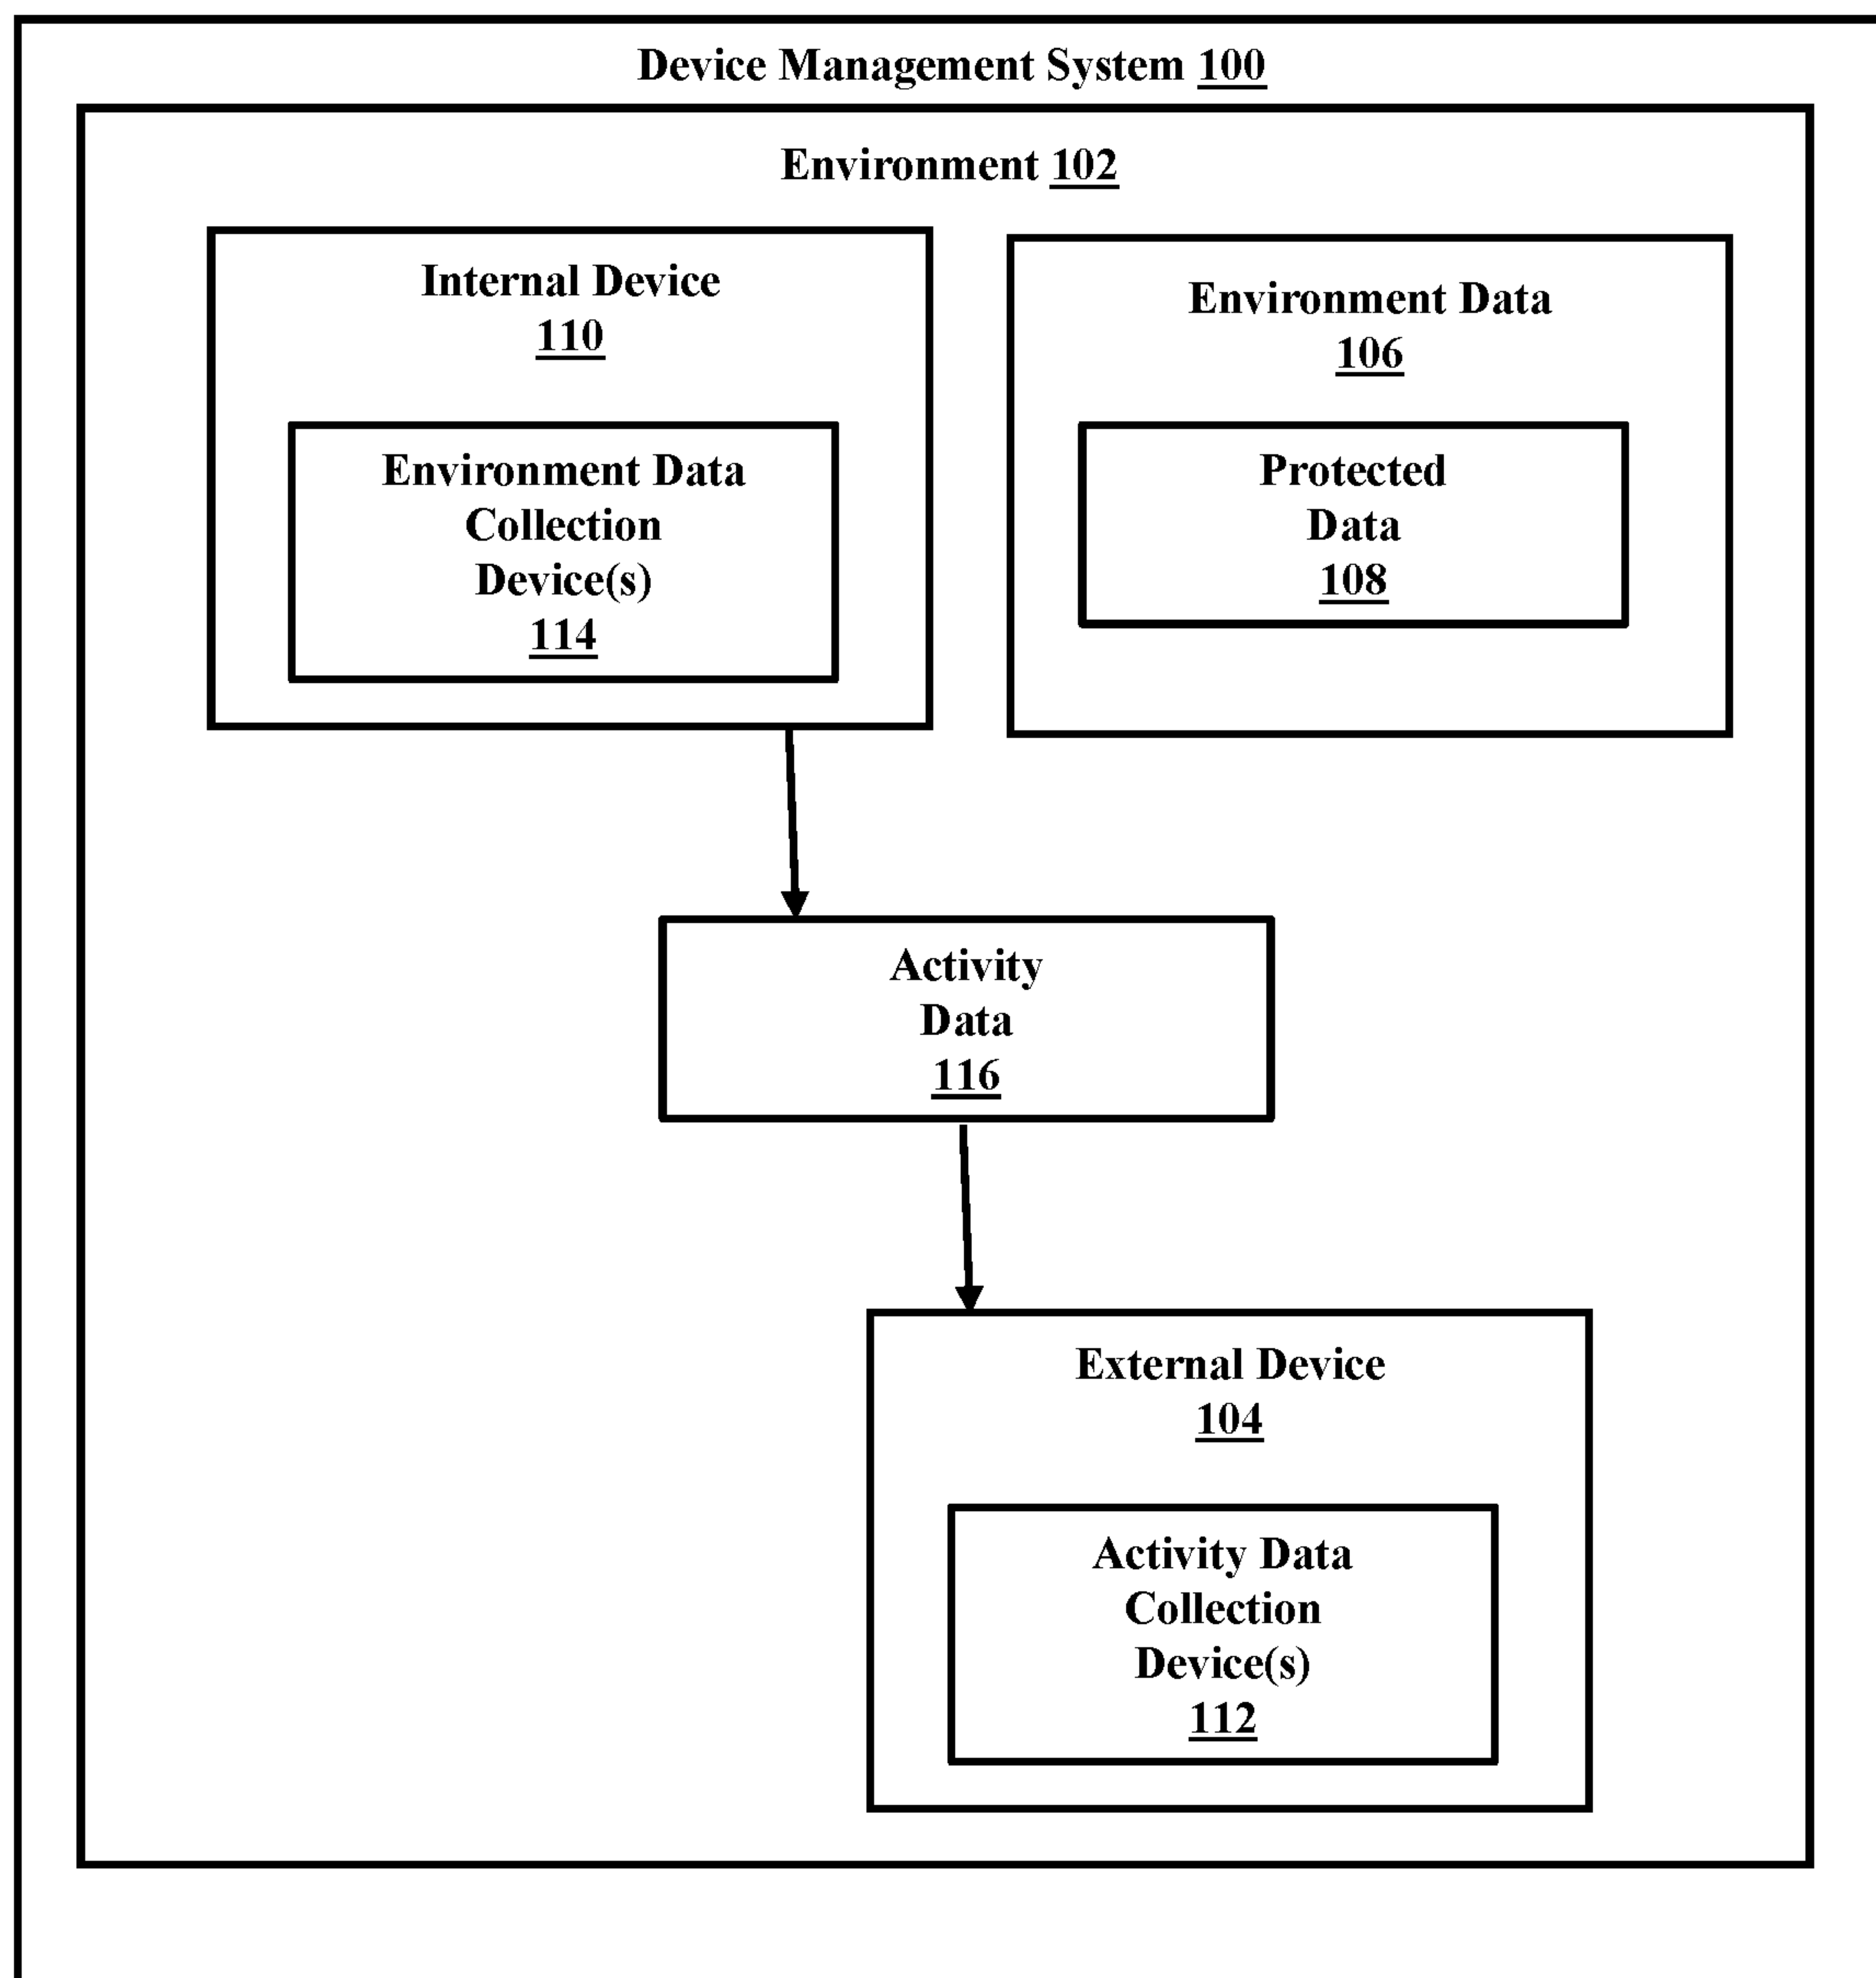 Device Management System 100
Environment 102
Internal Device
110
Environment Data
Collection
Device(s)
114
Environment Data
106
Protected
Data
108
Activity
Data
116
External Device
104
Activity Data
Collection
Device(s)
112